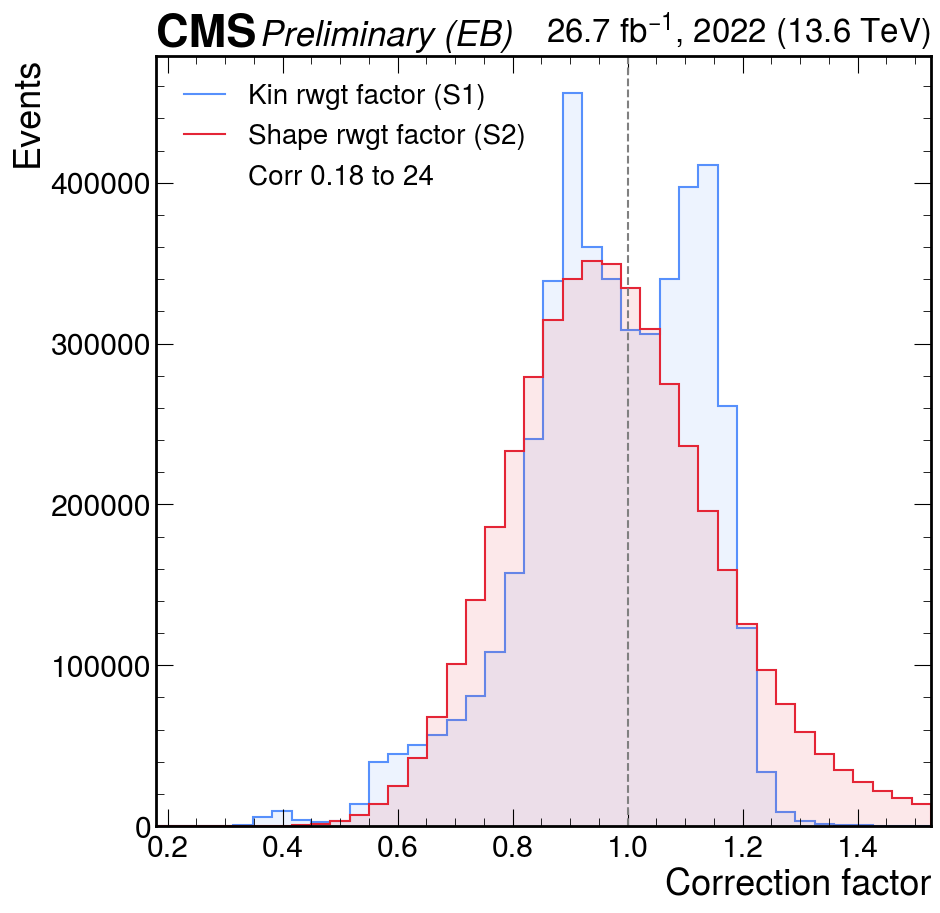 CMS Preliminary (EB) 26.7 fb⁻¹, 2022 (13.6 TeV)
Events
Kin rwgt factor (S1)
Shape rwgt factor (S2)
Corr 0.18 to 24
400000
300000
200000
100000
0
0.2 0.4 0.6 0.8 1.0 1.2 1.4
Correction factor